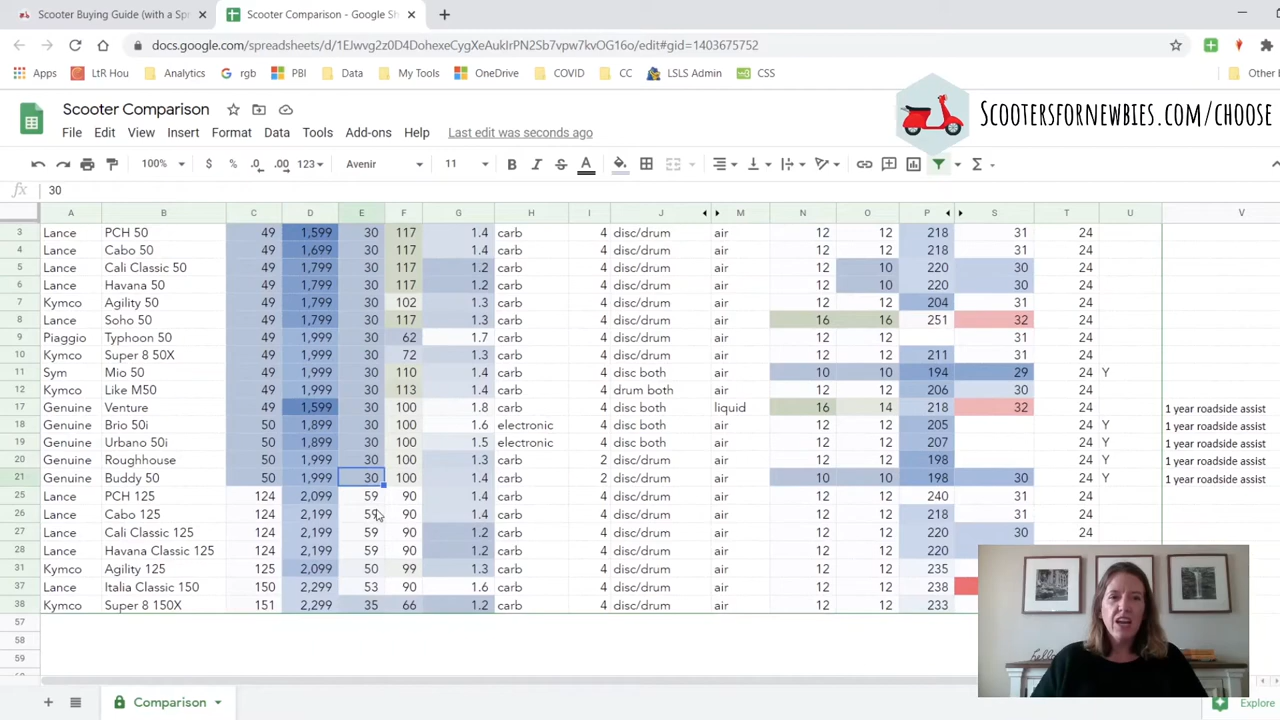 Scooter Buying Guide (with a Spr
Scooter Comparison - Google Sh
docs.google.com/spreadsheets/d/1EJwvg2z0D4DohexeCygXeAukIrPN2Sb7vpw7kvOG16o/edit#gid=1403675752
Apps LtR Hou Analytics rgb PBI Data My Tools OneDrive COVID CC LSLS Admin CSS Other
Scooter Comparison
File Edit View Insert Format Data Tools Add-ons Help Last edit was seconds ago
Scootersfornewbies.com/choose
100% $ % .0 .00 123 Avenir 11 B I S A
fx 30
A B C D E F G H I J M N O P S T U V
3 Lance PCH 50 49 1,599 30 117 1.4 carb 4 disc/drum air 12 12 218 31 24
4 Lance Cabo 50 49 1,699 30 117 1.4 carb 4 disc/drum air 12 12 218 31 24
5 Lance Cali Classic 50 49 1,799 30 117 1.2 carb 4 disc/drum air 12 10 220 30 24
6 Lance Havana 50 49 1,799 30 117 1.2 carb 4 disc/drum air 12 10 220 30 24
7 Kymco Agility 50 49 1,799 30 102 1.3 carb 4 disc/drum air 12 12 204 31 24
8 Lance Soho 50 49 1,799 30 117 1.3 carb 4 disc/drum air 16 16 251 32 24
9 Piaggio Typhoon 50 49 1,999 30 62 1.7 carb 4 disc/drum air 12 12 31 24
10 Kymco Super 8 50X 49 1,999 30 72 1.3 carb 4 disc/drum air 12 12 211 31 24
11 Sym Mio 50 49 1,999 30 110 1.4 carb 4 disc both air 10 10 194 29 24 Y
12 Kymco Like M50 49 1,999 30 113 1.4 carb 4 drum both air 12 12 206 30 24
17 Genuine Venture 49 1,599 30 100 1.8 carb 4 disc both liquid 16 14 218 32 24 1 year roadside assist
18 Genuine Brio 50i 50 1,899 30 100 1.6 electronic 4 disc both air 12 12 205 24 Y 1 year roadside assist
19 Genuine Urbano 50i 50 1,899 30 100 1.5 electronic 4 disc both air 12 12 207 24 Y 1 year roadside assist
20 Genuine Roughhouse 50 1,999 30 100 1.3 carb 2 disc/drum air 12 12 198 24 Y 1 year roadside assist
21 Genuine Buddy 50 50 1,999 30 100 1.4 carb 2 disc/drum air 10 10 198 30 24 Y 1 year roadside assist
25 Lance PCH 125 124 2,099 59 90 1.4 carb 4 disc/drum air 12 12 240 31 24
26 Lance Cabo 125 124 2,199 59 90 1.4 carb 4 disc/drum air 12 12 218 31 24
27 Lance Cali Classic 125 124 2,199 59 90 1.2 carb 4 disc/drum air 12 12 220 30 24
28 Lance Havana Classic 125 124 2,199 59 90 1.2 carb 4 disc/drum air 12 12 220
31 Kymco Agility 125 125 2,099 50 99 1.3 carb 4 disc/drum air 12 12 235
37 Lance Italia Classic 150 150 2,299 53 90 1.6 carb 4 disc/drum air 12 12 238
38 Kymco Super 8 150X 151 2,299 35 66 1.2 carb 4 disc/drum air 12 12 233
57
58
59
Comparison
Explore